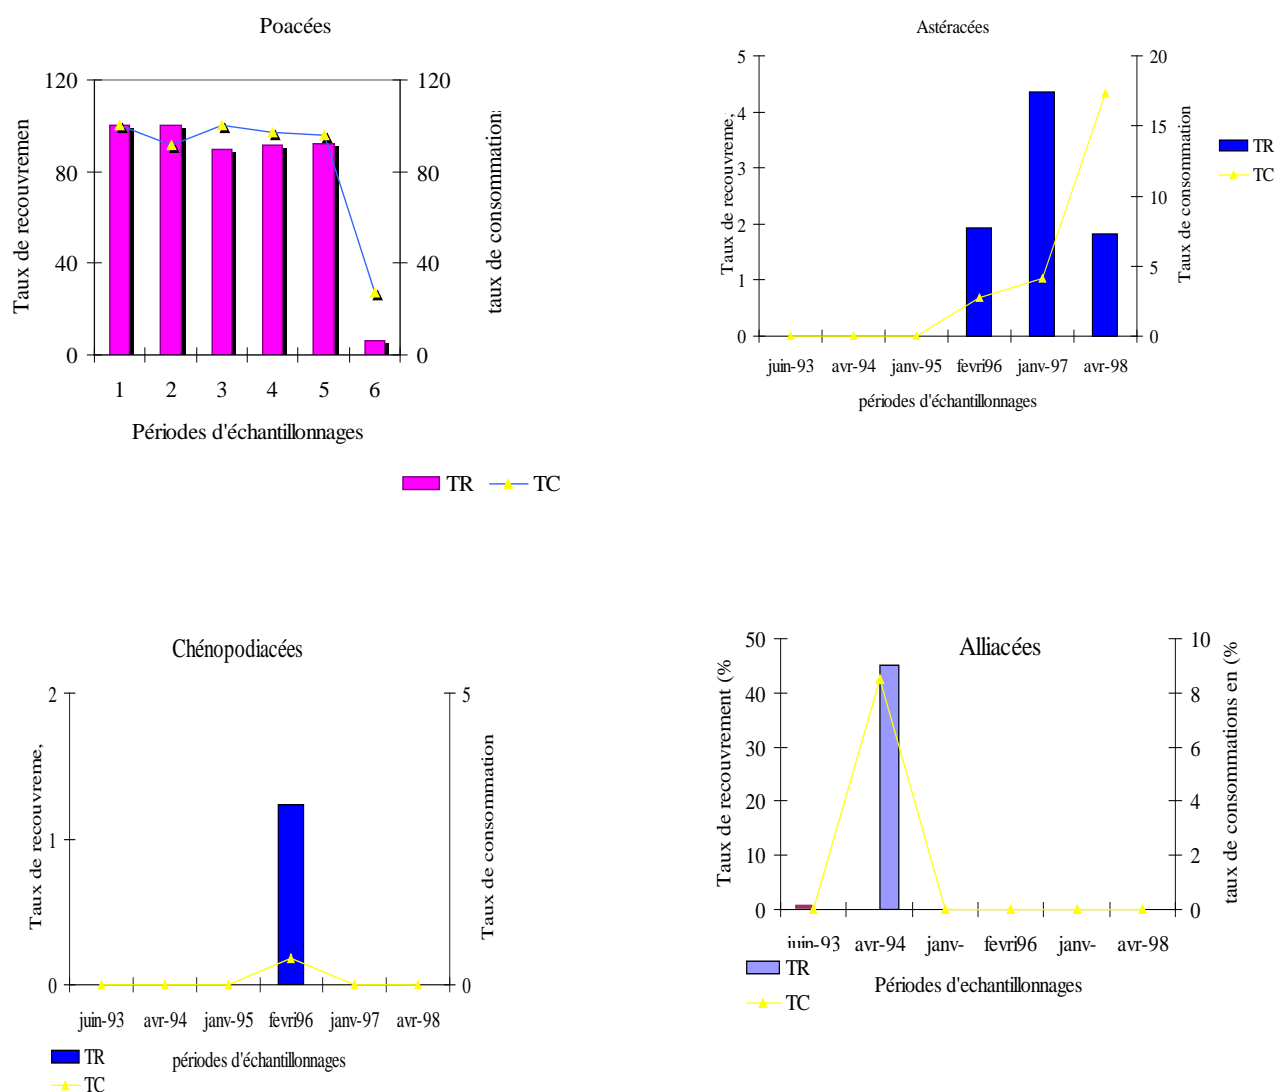 Poacées
120
80
40
0
120
80
40
0
Taux de recouvremen
taux de consommation
1 2 3 4 5 6
Périodes d'échantillonnages
TR TC
Astéracées
5
4
3
2
1
0
20
15
10
5
0
Taux de recouvreme,
Taux de consommation
juin-93 avr-94 janv-95 fevri96 janv-97 avr-98
périodes d'échantillonnages
TR
TC
Chénopodiacées
2
1
0
5
0
Taux de recouvreme,
Taux de consommation
juin-93 avr-94 janv-95 fevri96 janv-97 avr-98
périodes d'échantillonnages
TR
TC
Alliacées
50
40
30
20
10
0
10
8
6
4
2
0
Taux de recouvrement (%
taux de consommations en (%
juin-93 avr-94 janv- fevri96 janv- avr-98
Périodes d'echantillonnages
TR
TC